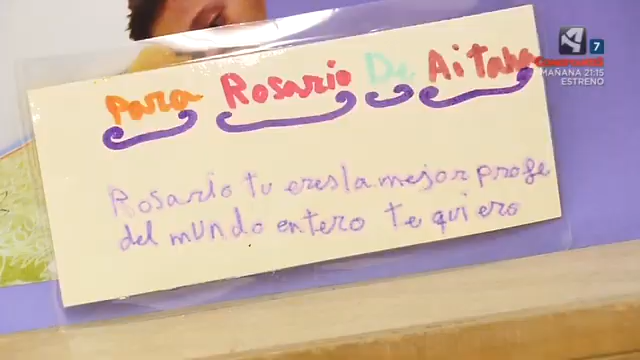 Para Rosario De Aitana
Rosario tu eres la mejor profe
del mundo entero te quiero
7
MAÑANA 21:15
ESTRENO